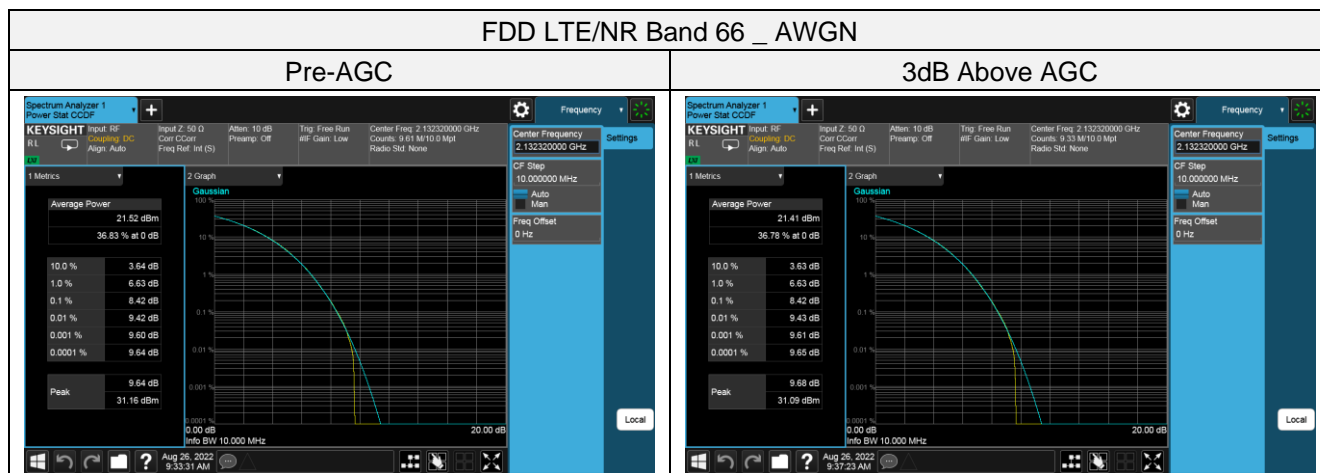 FDD LTE/NR Band 66 _ AWGN
Pre-AGC
3dB Above AGC
Spectrum Analyzer 1
Power Stat CCDF
+
Frequency
KEYSIGHT
RL
Input: RF
Coupling: DC
Align: Auto
Input Z: 50 Ω
Corr CCorr
Freq Ref: Int (S)
Atten: 10 dB
Preamp: Off
Trig: Free Run
#IF Gain: Low
Center Freq: 2.132320000 GHz
Counts: 9.61 M/10.0 Mpt
Radio Std: None
Center Frequency
2.132320000 GHz
Settings
CF Step
10.000000 MHz
Auto
Man
Freq Offset
0 Hz
Local
1 Metrics
2 Graph
Average Power
21.52 dBm
36.83 % at 0 dB
10.0 % 3.64 dB
1.0 % 6.63 dB
0.1 % 8.42 dB
0.01 % 9.42 dB
0.001 % 9.60 dB
0.0001 % 9.64 dB
Peak
9.64 dB
31.16 dBm
Gaussian
100 %
10 %
1 %
0.1 %
0.01 %
0.001 %
0.0001 %
0.00 dB
20.00 dB
Info BW 10.000 MHz
?
Aug 26, 2022
9:33:31 AM
Spectrum Analyzer 1
Power Stat CCDF
+
Frequency
KEYSIGHT
RL
Input: RF
Coupling: DC
Align: Auto
Input Z: 50 Ω
Corr CCorr
Freq Ref: Int (S)
Atten: 10 dB
Preamp: Off
Trig: Free Run
#IF Gain: Low
Center Freq: 2.132320000 GHz
Counts: 9.33 M/10.0 Mpt
Radio Std: None
Center Frequency
2.132320000 GHz
Settings
CF Step
10.000000 MHz
Auto
Man
Freq Offset
0 Hz
Local
1 Metrics
2 Graph
Average Power
21.41 dBm
36.78 % at 0 dB
10.0 % 3.63 dB
1.0 % 6.63 dB
0.1 % 8.42 dB
0.01 % 9.43 dB
0.001 % 9.61 dB
0.0001 % 9.65 dB
Peak
9.68 dB
31.09 dBm
Gaussian
100 %
10 %
1 %
0.1 %
0.01 %
0.001 %
0.0001 %
0.00 dB
20.00 dB
Info BW 10.000 MHz
?
Aug 26, 2022
9:37:23 AM